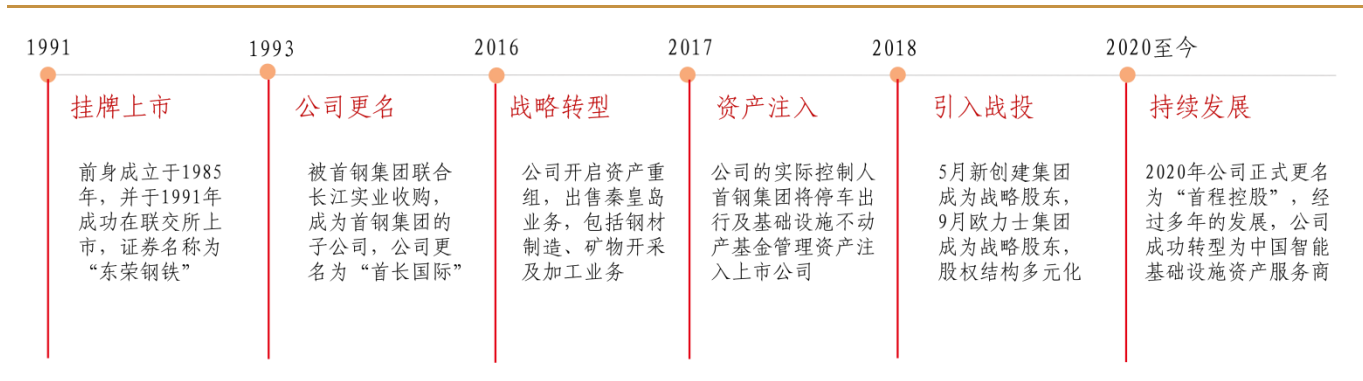 1991
挂牌上市
前身成立于1985
年，并于1991年
成功在联交所上
市，证券名称为
“东荣钢铁”
1993
公司更名
被首钢集团联合
长江实业收购，
成为首钢集团的
子公司，公司更
名为“首长国际”
2016
战略转型
公司开启资产重
组，出售秦皇岛
业务，包括钢材
制造、矿物开采
及加工业务
2017
资产注入
公司的实际控制人
首钢集团将停车出
行及基础设施不动
产基金管理资产注
入上市公司
2018
引入战投
5月新创建集团
成为战略股东，
9月欧力士集团
成为战略股东，
股权结构多元化
2020至今
持续发展
2020年公司正式更名
为“首程控股”，经
过多年的发展，公司
成功转型为中国智能
基础设施资产服务商